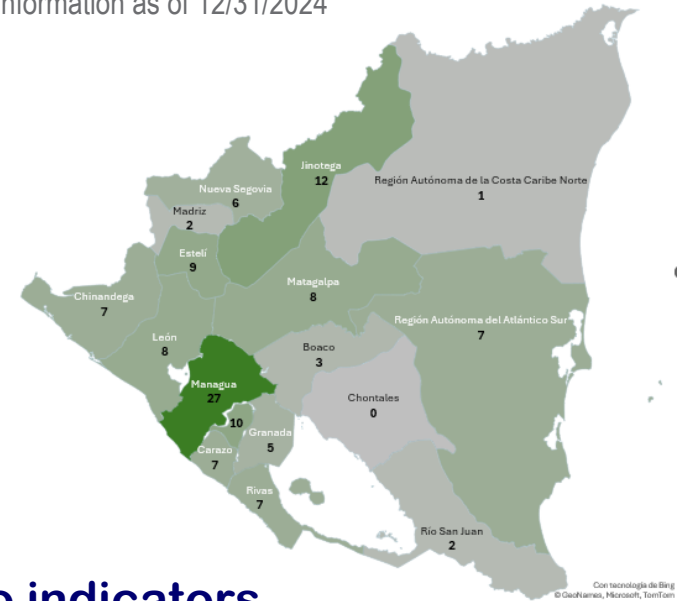 nformation as of 12/31/2024
Jinotega
12
Región Autónoma de la Costa Caribe Norte
1
Nueva Segovia
6
Madriz
2
Estelí
9
Matagalpa
8
Chinandega
7
Región Autónoma del Atlántico Sur
7
León
8
Boaco
3
Managua
27
Chontales
0
10
Granada
5
Carazo
7
Rivas
7
Río San Juan
2
Con tecnología de Bing
© GeoNames, Microsoft, TomTom
indicators